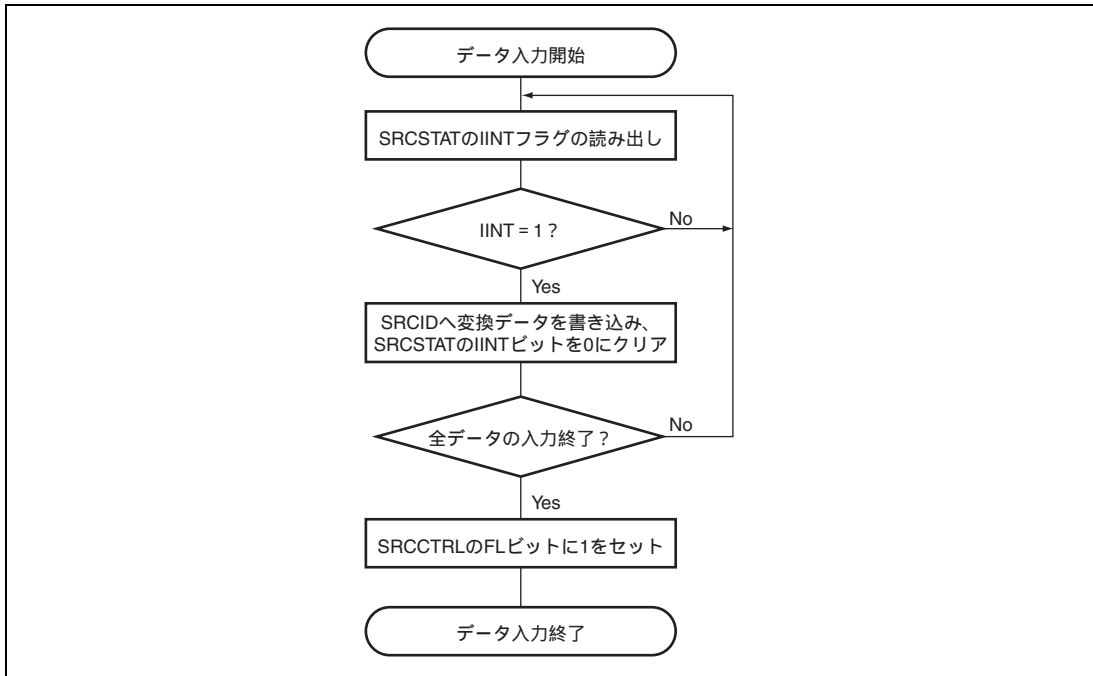 データ入力開始
SRCSTATのIINTフラグの読み出し
IINT = 1 ?
No
Yes
SRCIDへ変換データを書き込み、
SRCSTATのIINTビットを0にクリア
全データの入力終了?
No
Yes
SRCCTRLのFLビットに1をセット
データ入力終了